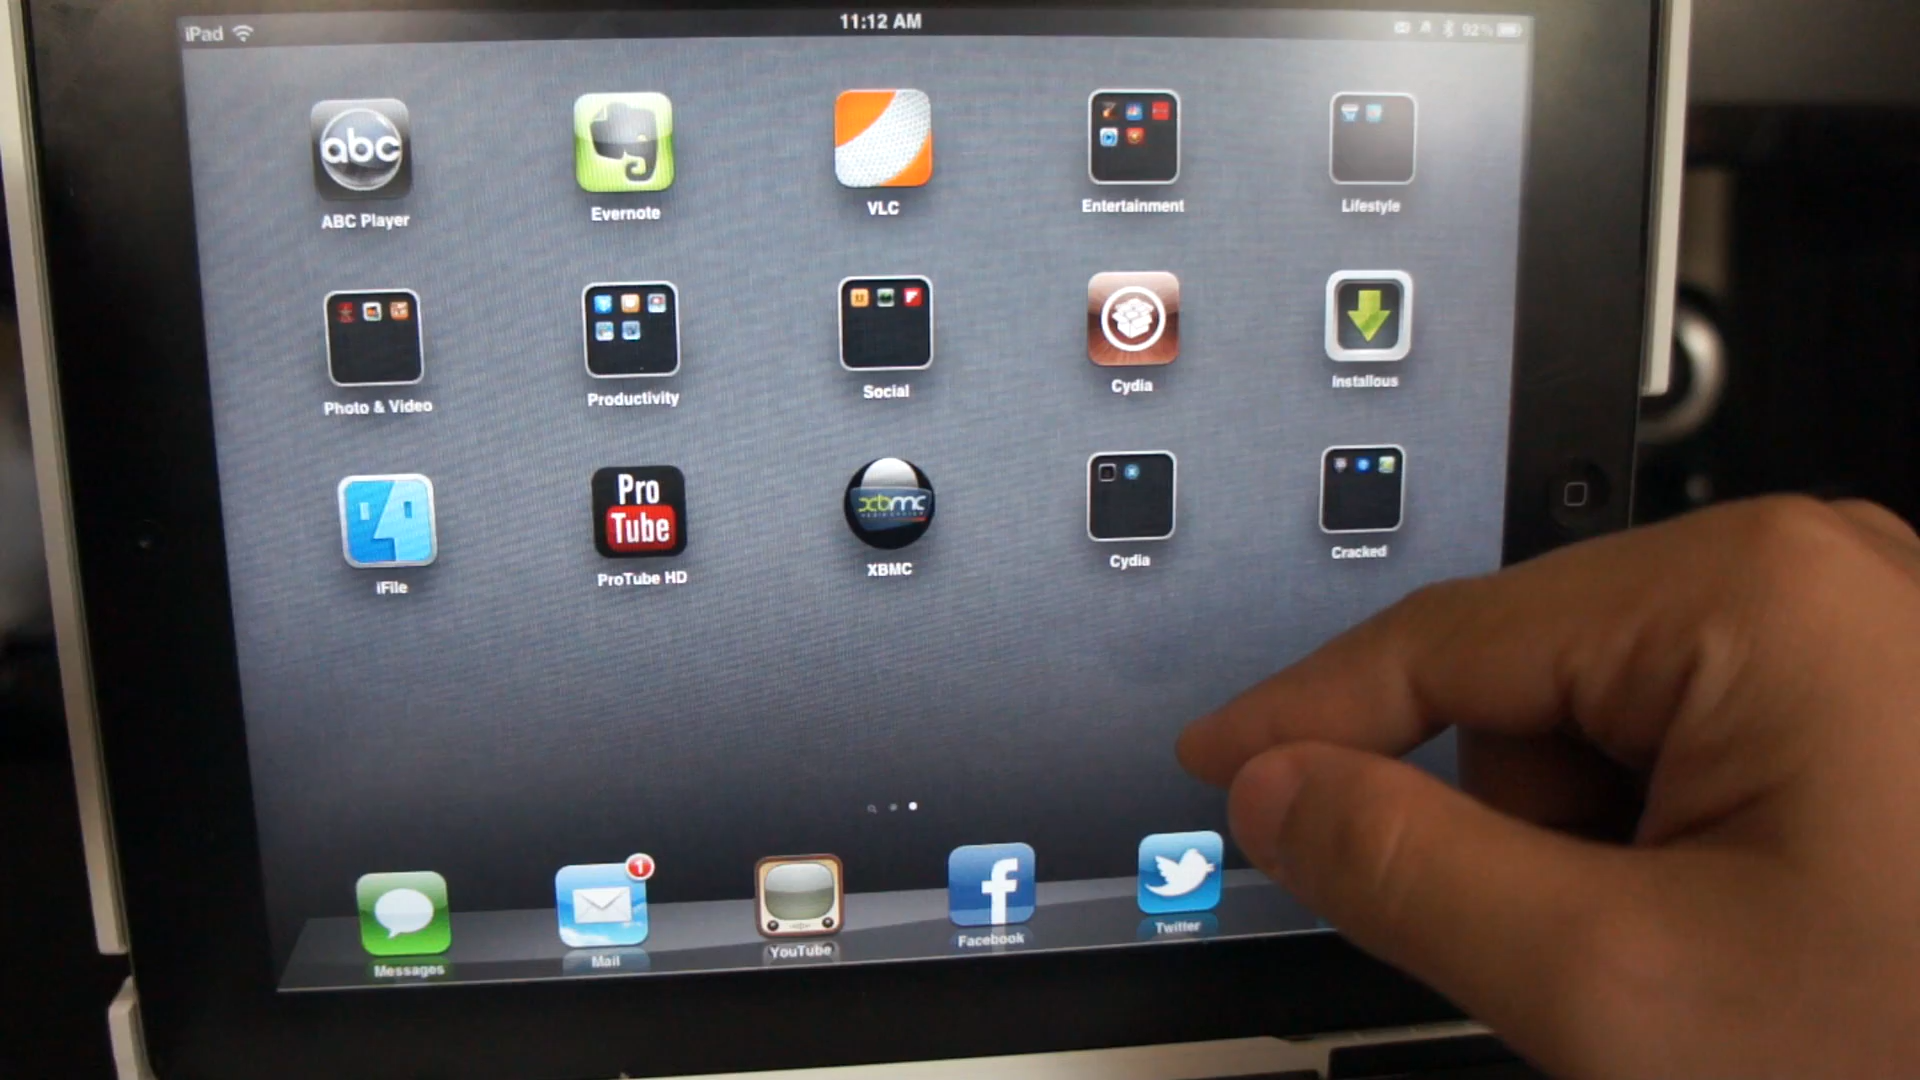 iPad
11:12 AM
92%
abc
ABC Player
Evernote
VLC
Entertainment
Lifestyle
Photo & Video
Productivity
Social
Cydia
Installous
iFile
Pro
Tube
ProTube HD
xbmc
XBMC
Cydia
Cracked
Messages
1
Mail
YouTube
f
Facebook
Twitter